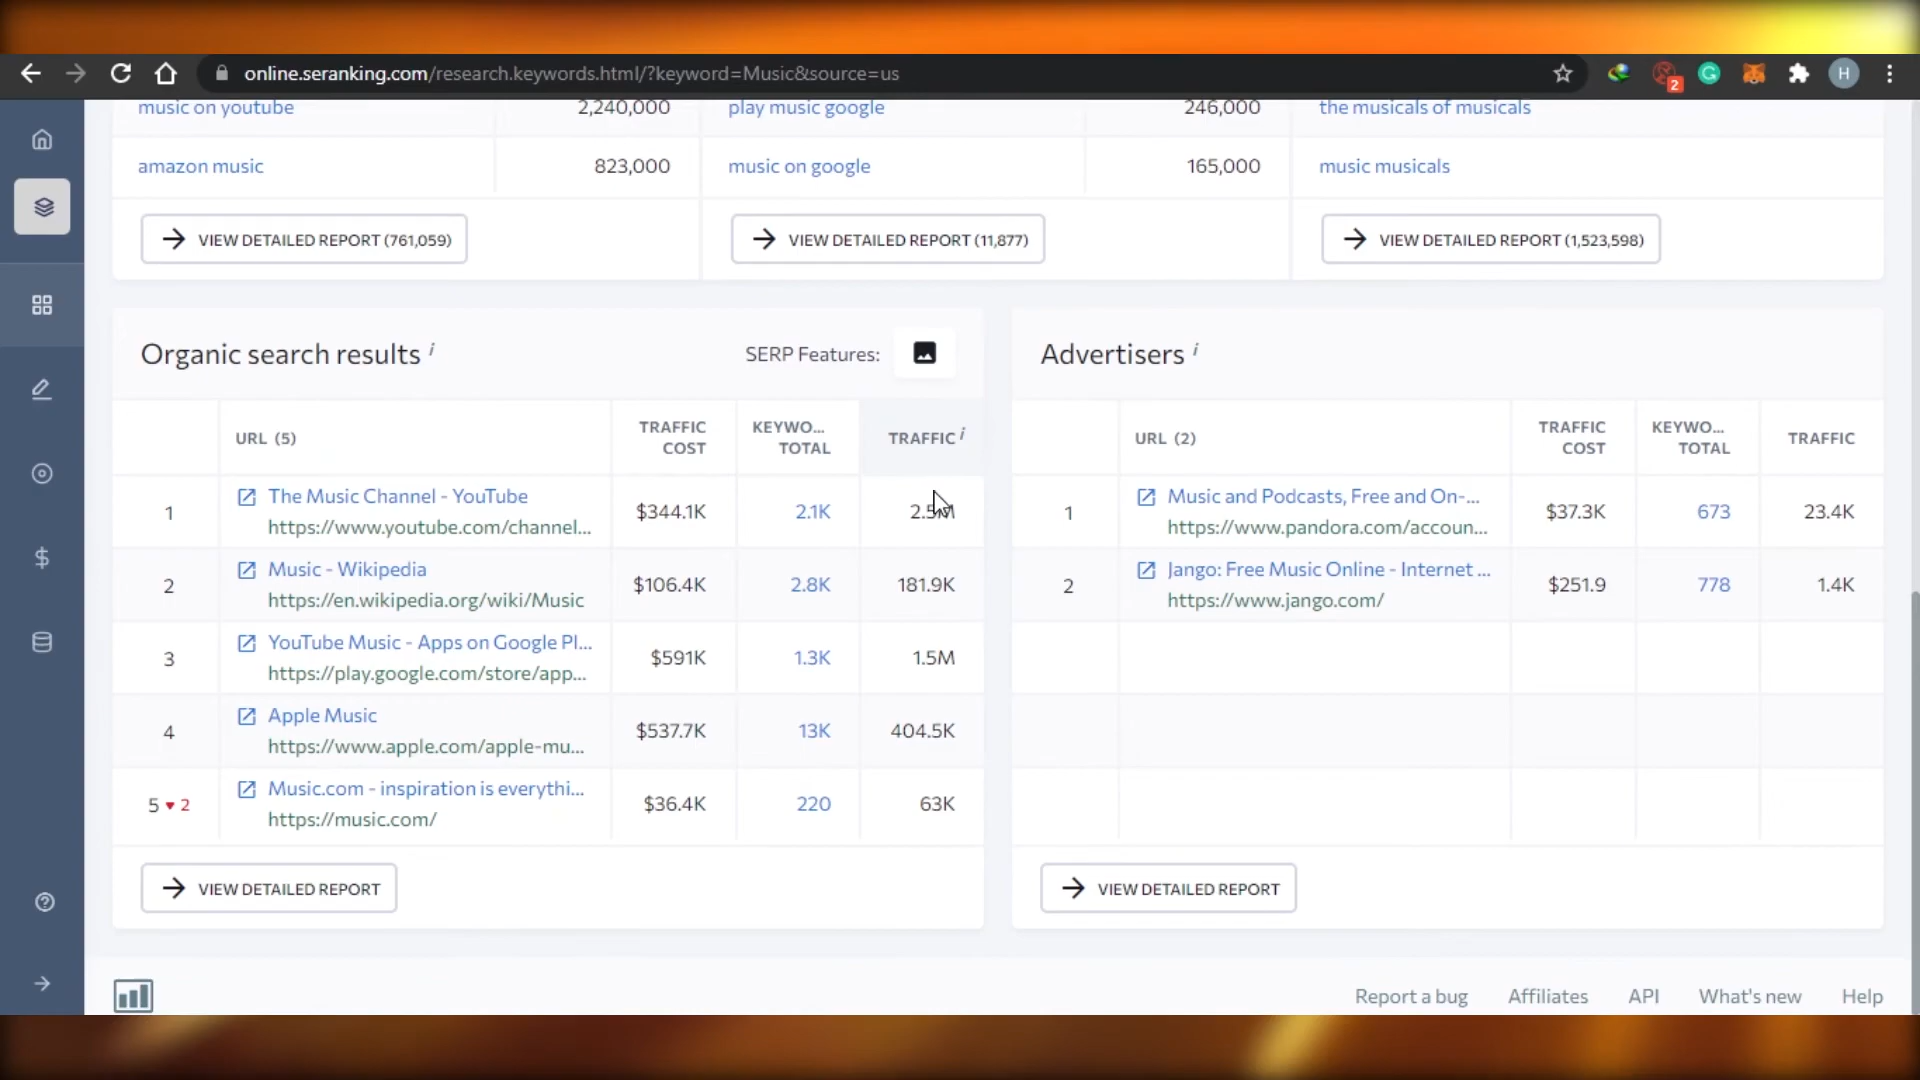 online.seranking.com/research.keywords.html/?keyword=Music&source=us
2
H
music on youtube 2,240,000 play music google 246,000 the musicals of musicals
amazon music 823,000 music on google 165,000 music musicals
VIEW DETAILED REPORT (761,059) VIEW DETAILED REPORT (11,877) VIEW DETAILED REPORT (1,523,598)
Organic search results i SERP Features:
URL (5) TRAFFIC COST KEYWO... TOTAL TRAFFIC i
1 The Music Channel - YouTube $344.1K 2.1K
https://www.youtube.com/channel...
2 Music - Wikipedia $106.4K 2.8K 181.9K
https://en.wikipedia.org/wiki/Music
3 YouTube Music - Apps on Google Pl... $591K 1.3K 1.5M
https://play.google.com/store/app...
4 Apple Music $537.7K 13K 404.5K
https://www.apple.com/apple-mu...
5 2 Music.com - inspiration is everythi... $36.4K 220 63K
https://music.com/
VIEW DETAILED REPORT
Advertisers i
URL (2) TRAFFIC COST KEYWO... TOTAL TRAFFIC
1 Music and Podcasts, Free and On-... $37.3K 673 23.4K
https://www.pandora.com/accoun...
2 Jango: Free Music Online - Internet ... $251.9 778 1.4K
https://www.jango.com/
VIEW DETAILED REPORT
Report a bug Affiliates API What's new Help